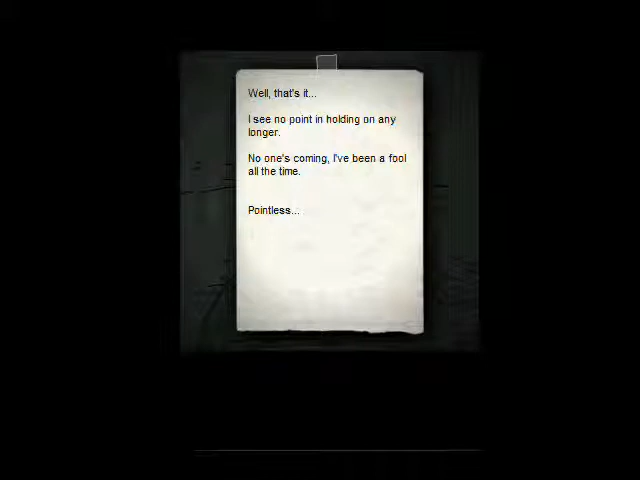 Well, that's it...
I see no point in holding on any
longer.
No one's coming, I've been a fool
all the time.
Pointless...